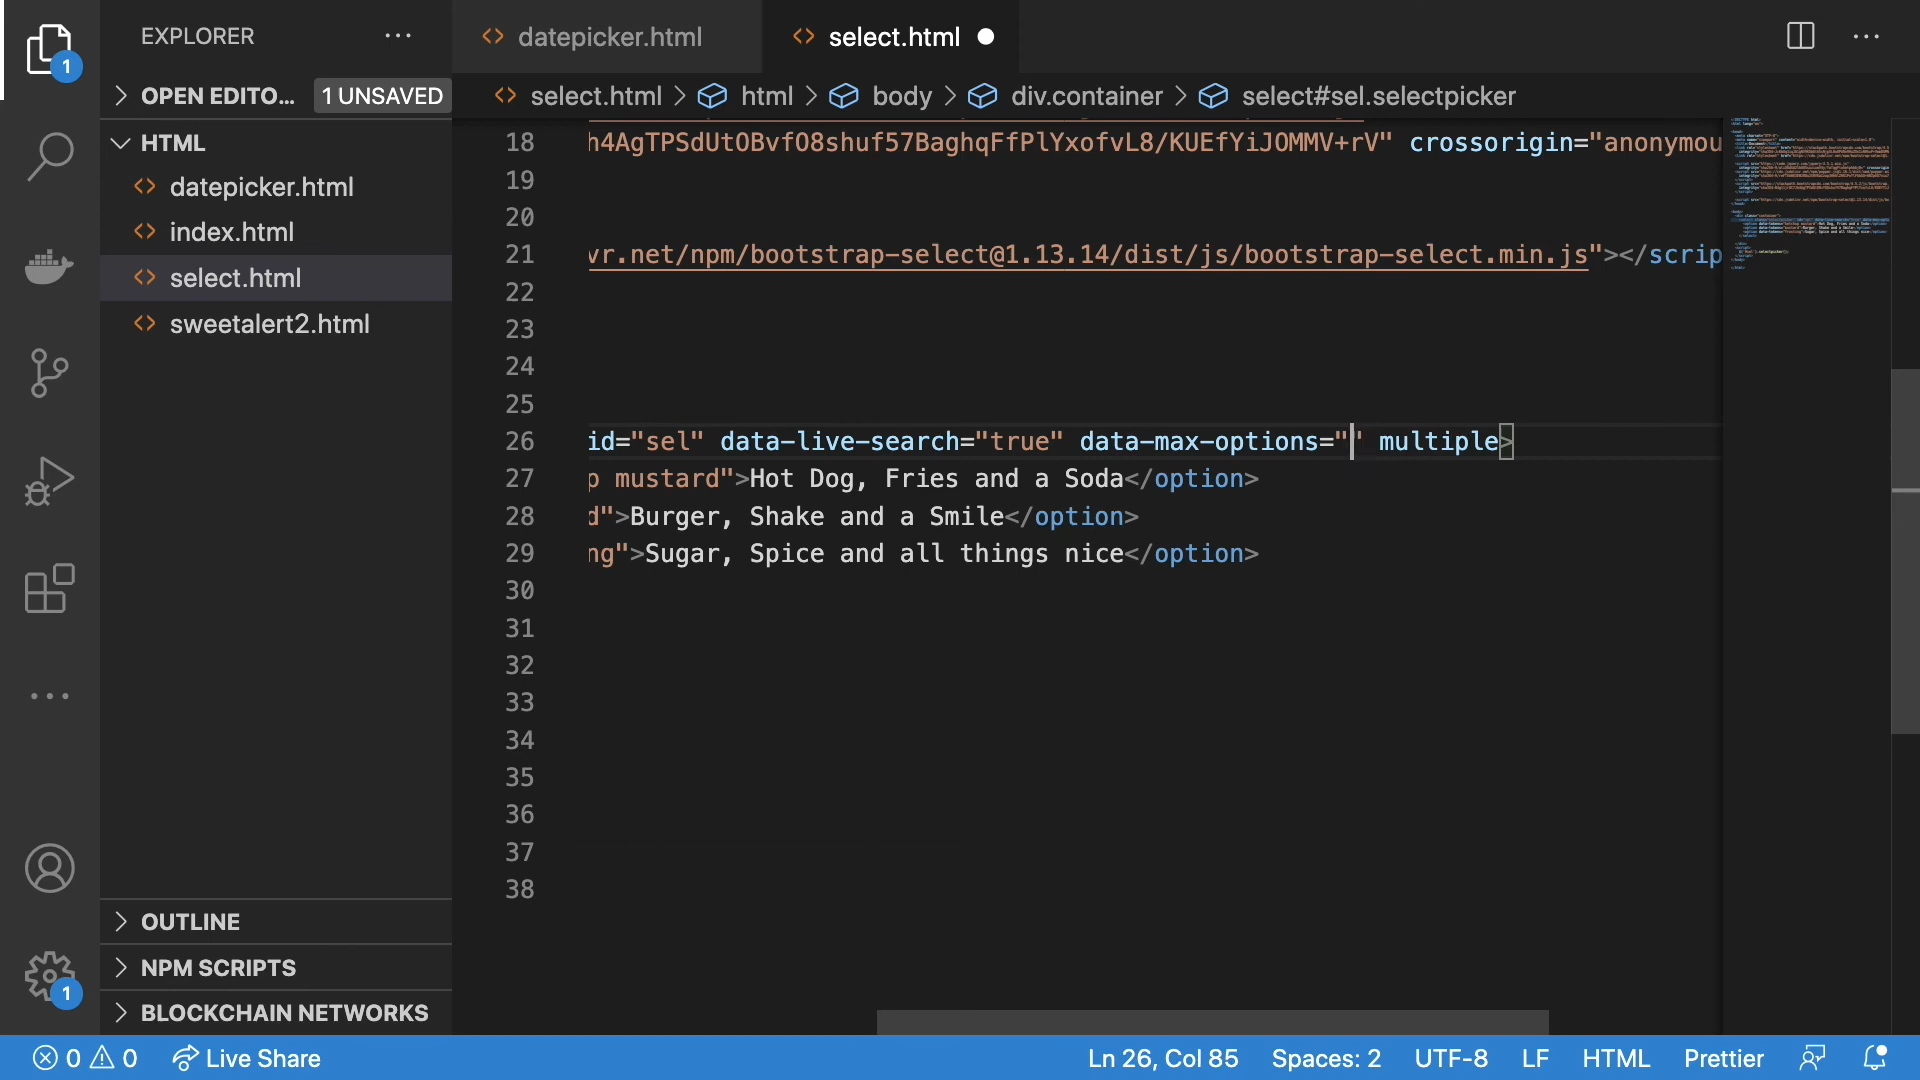 EXPLORER
1
OPEN EDITO... 1 UNSAVED
HTML
datepicker.html
index.html
select.html
sweetalert2.html
OUTLINE
NPM SCRIPTS
BLOCKCHAIN NETWORKS
1
datepicker.html
select.html
select.html > html > body > div.container > select#sel.selectpicker
18 h4AgTPSdUtOBvfO8shuf57BaghqFfPlYxofvL8/KUEfYiJOMMV+rV" crossorigin="anonymou
19
20
21 vr.net/npm/bootstrap-select@1.13.14/dist/js/bootstrap-select.min.js"></scrip
22
23
24
25
26 id="sel" data-live-search="true" data-max-options="" multiple>
27 p mustard">Hot Dog, Fries and a Soda</option>
28 d">Burger, Shake and a Smile</option>
29 ng">Sugar, Spice and all things nice</option>
30
31
32
33
34
35
36
37
38
0 0 Live Share Ln 26, Col 85 Spaces: 2 UTF-8 LF HTML Prettier